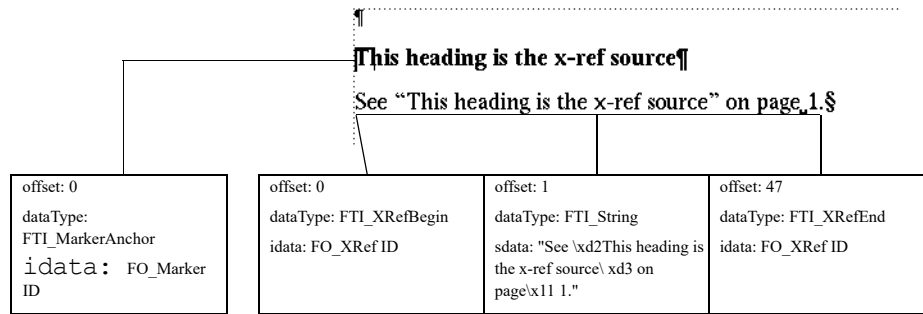 ¶
This heading is the x-ref source¶
See “This heading is the x-ref source” on page␣1.§
offset: 0
dataType:
FTI_MarkerAnchor
idata: FO_Marker
ID
offset: 0
dataType: FTI_XRefBegin
idata: FO_XRef ID
offset: 1
dataType: FTI_String
sdata: "See \xd2This heading is
the x-ref source\ xd3 on
page\x11 1."
offset: 47
dataType: FTI_XRefEnd
idata: FO_XRef ID